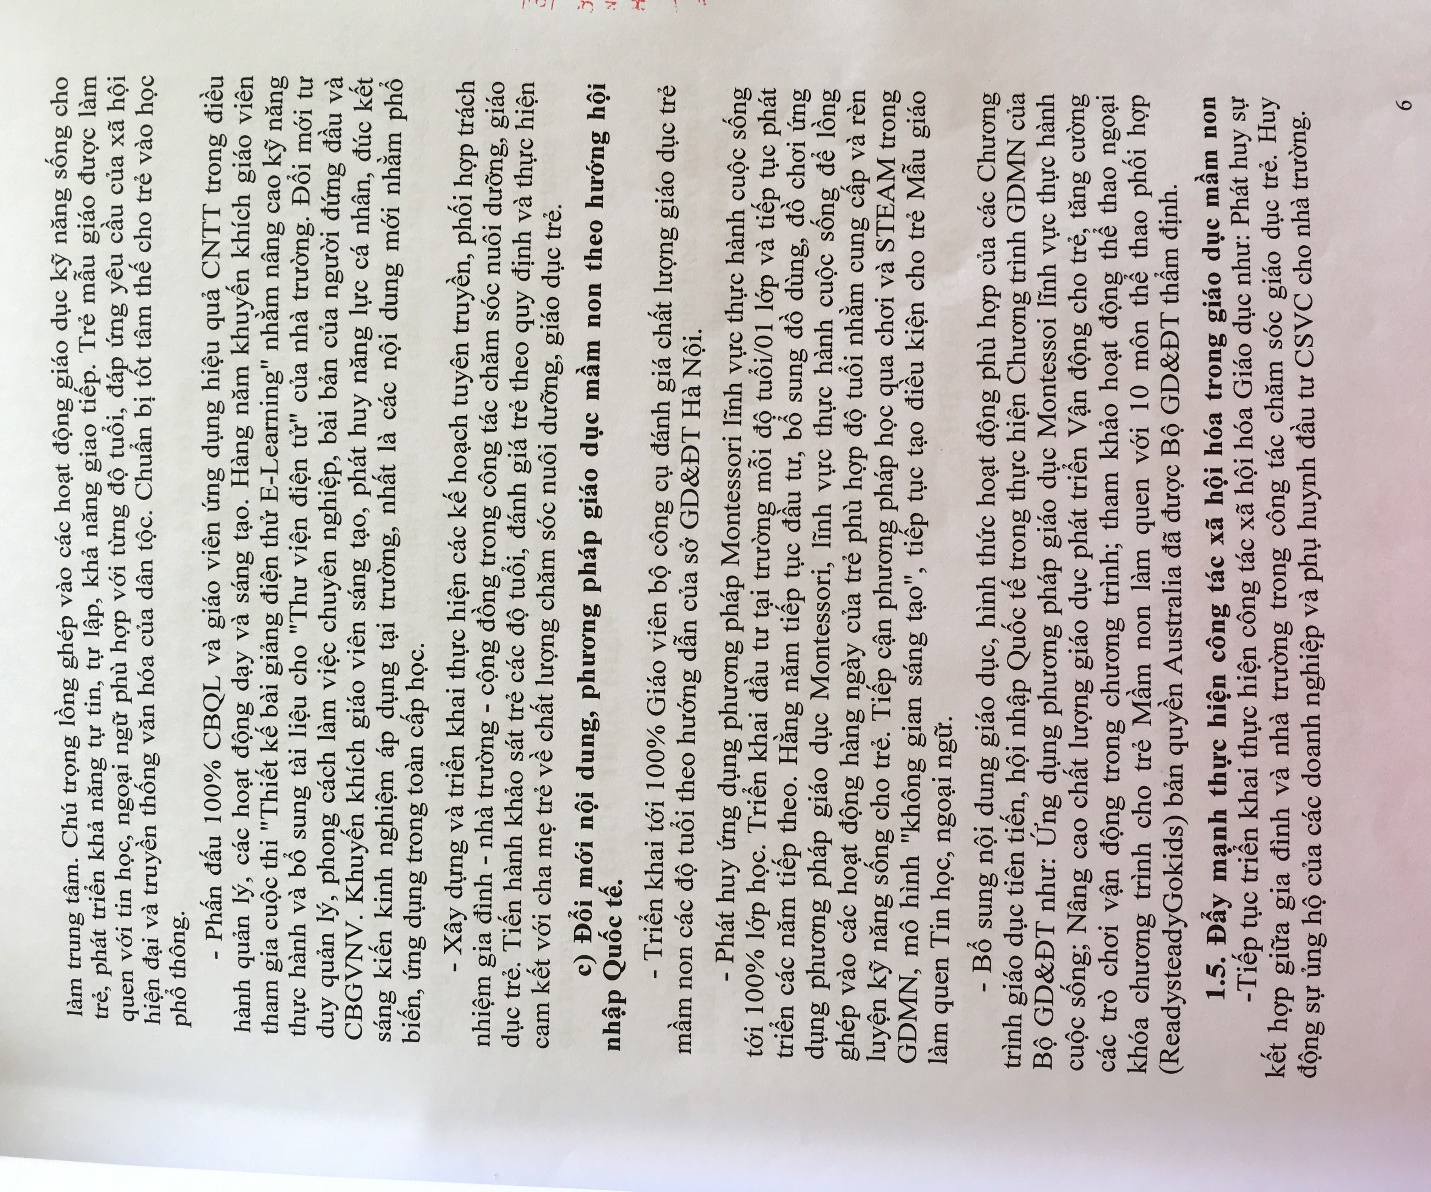 làm trung tâm. Chú trọng lồng ghép vào các hoạt động giáo dục kỹ năng sống cho
trẻ, phát triển khả năng tự tin, tự lập, khả năng giao tiếp. Trẻ mẫu giáo được làm
quen với tin học, ngoại ngữ phù hợp với từng độ tuổi, đáp ứng yêu cầu của xã hội
hiện đại và truyền thống văn hóa của dân tộc. Chuẩn bị tốt tâm thế cho trẻ vào học
phổ thông.
- Phấn đấu 100% CBQL và giáo viên ứng dụng hiệu quả CNTT trong điều
hành quản lý, các hoạt động dạy và sáng tạo. Hàng năm khuyến khích giáo viên
tham gia cuộc thi "Thiết kế bài giảng điện thử E-Learning" nhằm nâng cao kỹ năng
thực hành và bổ sung tài liệu cho "Thư viện điện tử" của nhà trường. Đổi mới tư
duy quản lý, phong cách làm việc chuyên nghiệp, bài bản của người đứng đầu và
CBGVNV. Khuyến khích giáo viên sáng tạo, phát huy năng lực cá nhân, đúc kết
sáng kiến kinh nghiệm áp dụng tại trường, nhất là các nội dung mới nhằm phổ
biến, ứng dụng trong toàn cấp học.
- Xây dựng và triển khai thực hiện các kế hoạch tuyên truyền, phối hợp trách
nhiệm gia đình - nhà trường - cộng đồng trong công tác chăm sóc nuôi dưỡng, giáo
dục trẻ. Tiến hành khảo sát trẻ các độ tuổi, đánh giá trẻ theo quy định và thực hiện
cam kết với cha mẹ trẻ về chất lượng chăm sóc nuôi dưỡng, giáo dục trẻ.
c) Đổi mới nội dung, phương pháp giáo dục mầm non theo hướng hội
nhập Quốc tế.
- Triển khai tới 100% Giáo viên bộ công cụ đánh giá chất lượng giáo dục trẻ
mầm non các độ tuổi theo hướng dẫn của sở GD&ĐT Hà Nội.
- Phát huy ứng dụng phương pháp Montessori lĩnh vực thực hành cuộc sống
tới 100% lớp học. Triển khai đầu tư tại trường mỗi độ tuổi/01 lớp và tiếp tục phát
triển các năm tiếp theo. Hằng năm tiếp tục đầu tư, bổ sung đồ dùng, đồ chơi ứng
dụng phương pháp giáo dục Montessori, lĩnh vực thực hành cuộc sống để lồng
ghép vào các hoạt động hàng ngày của trẻ phù hợp độ tuổi nhằm cung cấp và rèn
luyện kỹ năng sống cho trẻ. Tiếp cận phương pháp học qua chơi và STEAM trong
GDMN, mô hình "không gian sáng tạo", tiếp tục tạo điều kiện cho trẻ Mẫu giáo
làm quen Tin học, ngoại ngữ.
- Bổ sung nội dung giáo dục, hình thức hoạt động phù hợp của các Chương
trình giáo dục tiên tiến, hội nhập Quốc tế trong thực hiện Chương trình GDMN của
Bộ GD&ĐT như: Ứng dụng phương pháp giáo dục Montessoi lĩnh vực thực hành
cuộc sống; Nâng cao chất lượng giáo dục phát triển Vận động cho trẻ, tăng cường
các trò chơi vận động trong chương trình; tham khảo hoạt động thể thao ngoại
khóa chương trình cho trẻ Mầm non làm quen với 10 môn thể thao phối hợp
(ReadysteadyGokids) bản quyền Australia đã được Bộ GD&ĐT thẩm định.
1.5. Đẩy mạnh thực hiện công tác xã hội hóa trong giáo dục mầm non
-Tiếp tục triển khai thực hiện công tác xã hội hóa Giáo dục như: Phát huy sự
kết hợp giữa gia đình và nhà trường trong công tác chăm sóc giáo dục trẻ. Huy
động sự ủng hộ của các doanh nghiệp và phụ huynh đầu tư CSVC cho nhà trường.
6